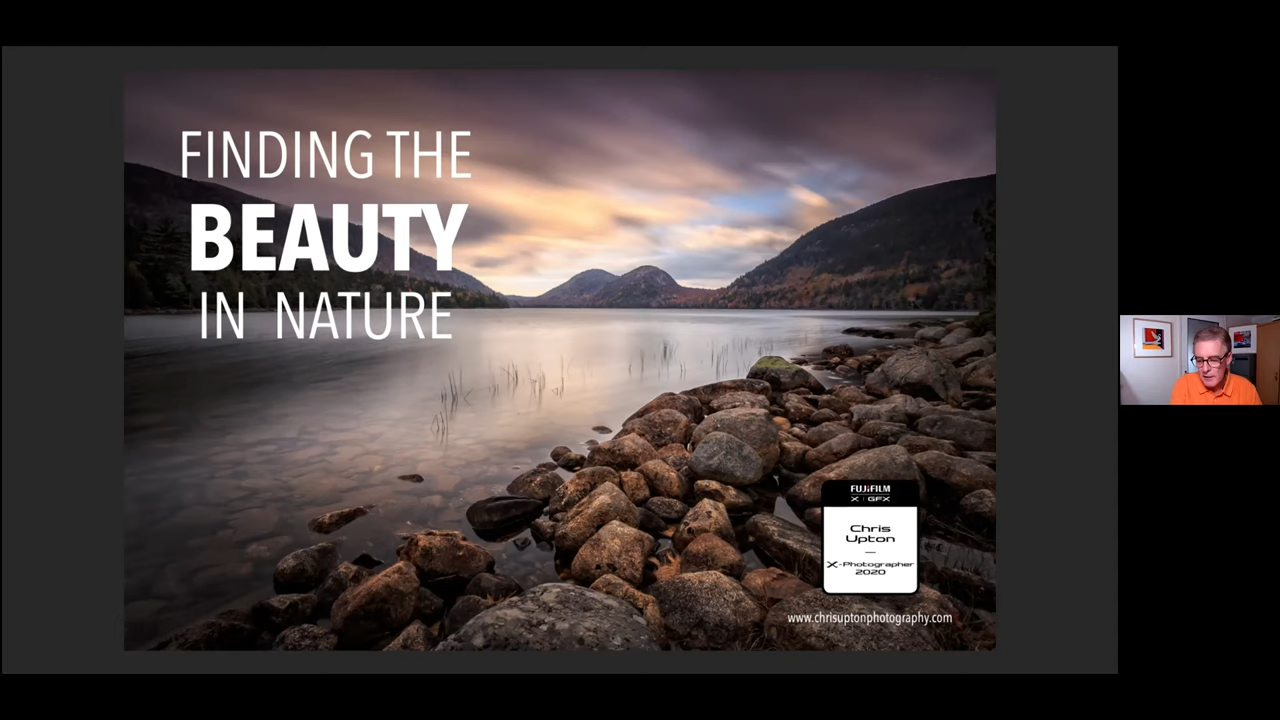 FINDING THE
BEAUTY
IN NATURE
FUJIFILM
X | GFX
Chris
Upton
—
X-Photographer
2020
www.chrisuptonphotography.com